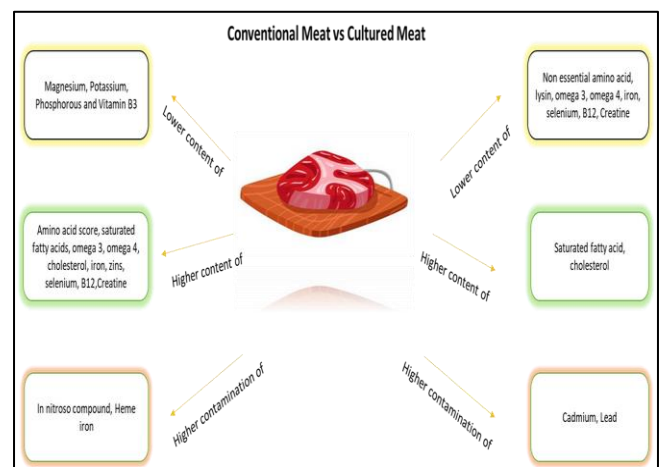 Conventional Meat vs Cultured Meat
Magnesium, Potassium,
Phosphorous and Vitamin B3
Lower content of
Amino acid score, saturated
fatty acids, omega 3, omega 4,
cholesterol, iron, zins,
selenium, B12,Creatine
Higher content of
In nitroso compound, Heme
iron
Higher contamination of
Non essential amino acid,
lysin, omega 3, omega 4, iron,
selenium, B12, Creatine
Lower content of
Saturated fatty acid,
cholesterol
Higher content of
Cadmium, Lead
Higher contamination of